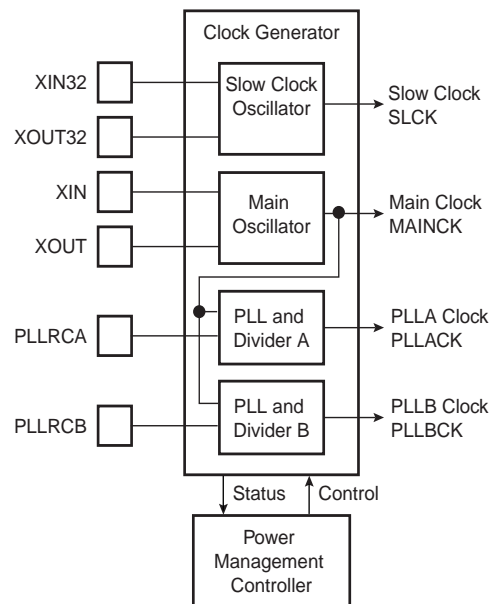 Clock Generator
XIN32
Slow Clock
Oscillator
Slow Clock
SLCK
XOUT32
XIN
Main
Oscillator
Main Clock
MAINCK
XOUT
PLLRCA
PLL and
Divider A
PLLA Clock
PLLACK
PLLRCB
PLL and
Divider B
PLLB Clock
PLLBCK
Status
Control
Power
Management
Controller